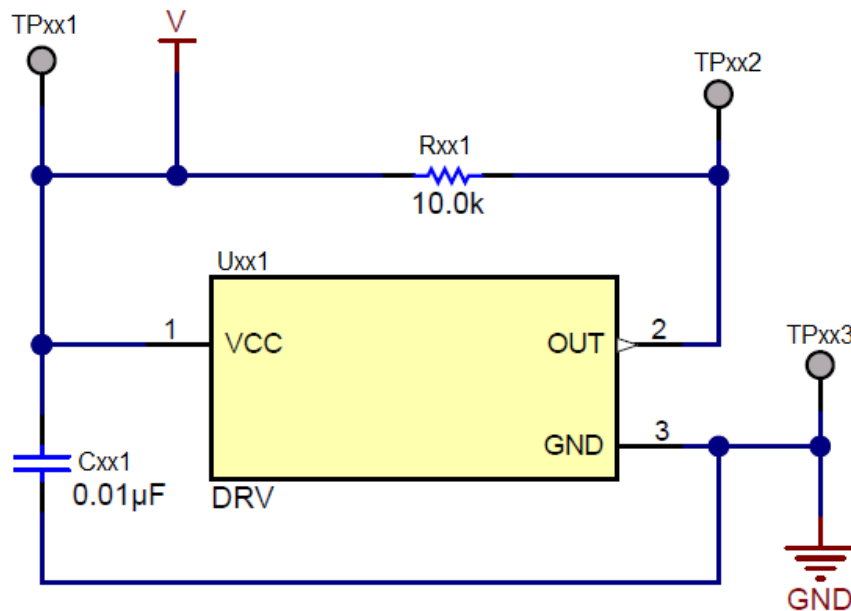 TPxx1
V
TPxx2
Rxx1
10.0k
Uxx1
1
VCC
OUT
2
TPxx3
GND
3
Cxx1
0.01µF
DRV
GND